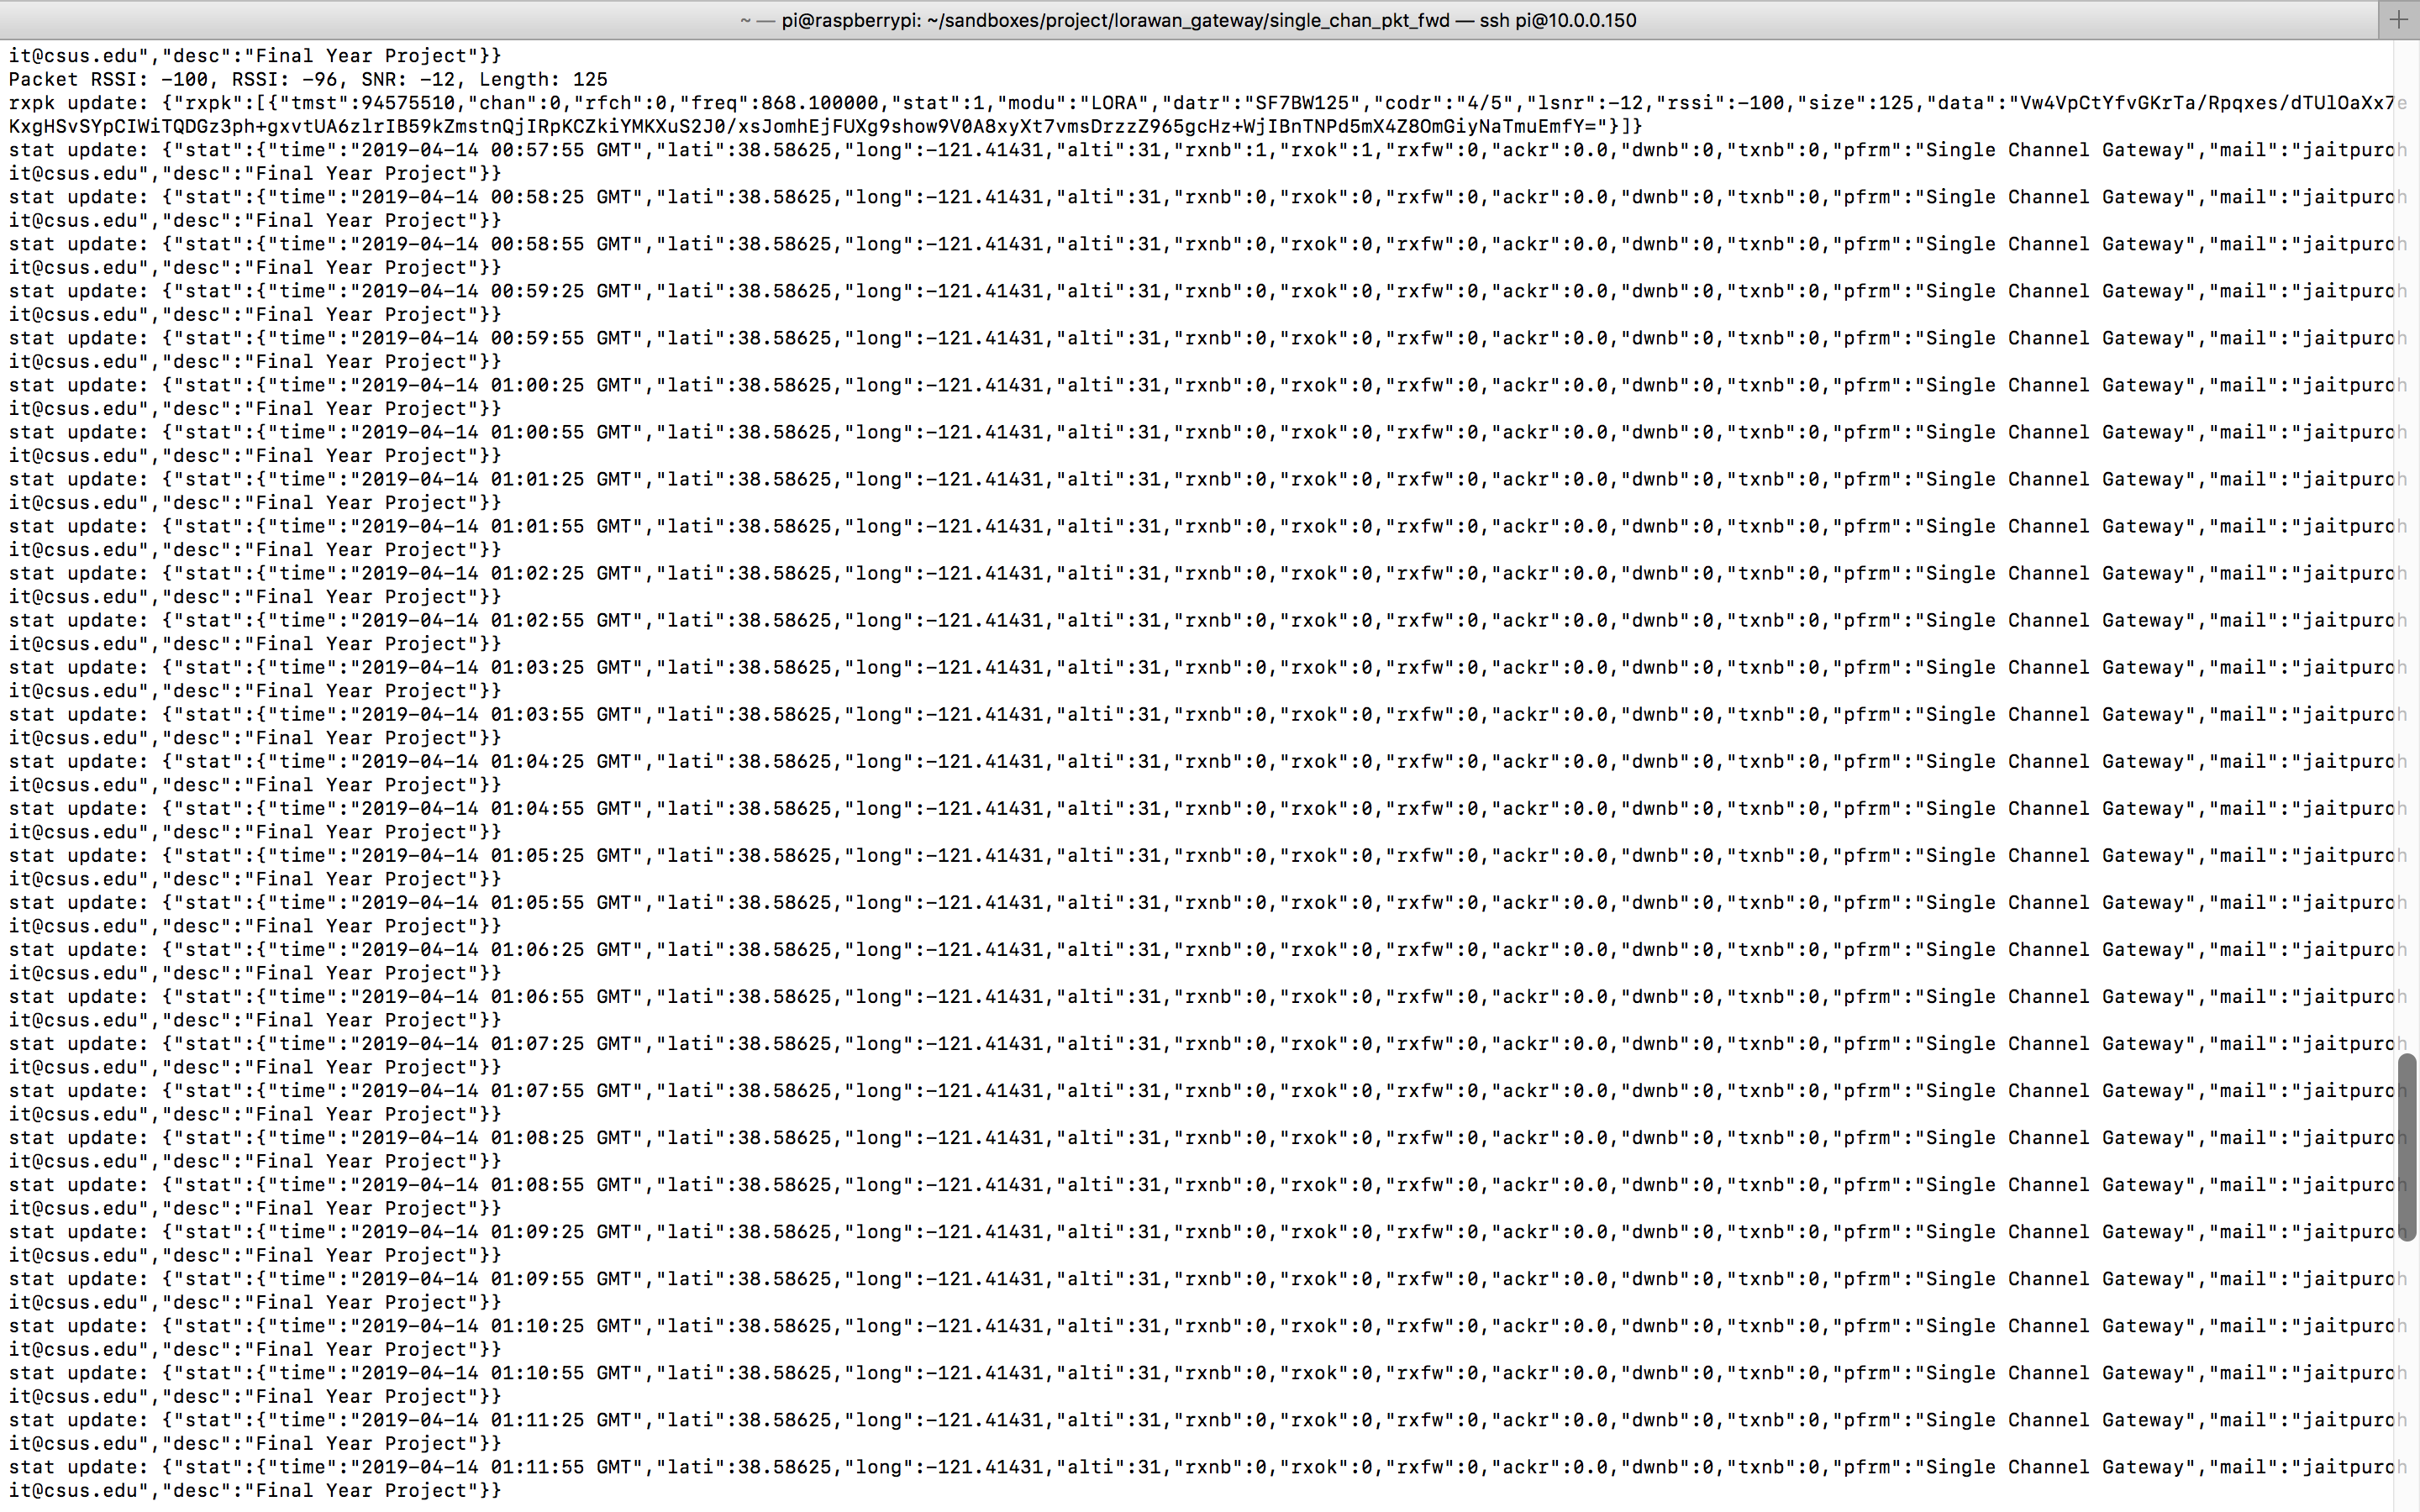 ~ — pi@raspberrypi: ~/sandboxes/project/lorawan_gateway/single_chan_pkt_fwd — ssh pi@10.0.0.150
it@csus.edu","desc":"Final Year Project"}}
Packet RSSI: -100, RSSI: -96, SNR: -12, Length: 125
rxpk update: {"rxpk":[{"tmst":94575510,"chan":0,"rfch":0,"freq":868.100000,"stat":1,"modu":"LORA","datr":"SF7BW125","codr":"4/5","lsnr":-12,"rssi":-100,"size":125,"data":"Vw4VpCtYfvGKrTa/Rpqxes/dTUlOaXx7e
KxgHSvSYpCIWiTQDGz3ph+gxvtUA6zlrIB59kZmstnQjIRpKCZkiYMKXuS2J0/xsJomhEjFUXg9show9V0A8xyXt7vmsDrzzZ965gcHz+WjIBnTNPd5mX4Z8OmGiyNaTmuEmfY="}]}
stat update: {"stat":{"time":"2019-04-14 00:57:55 GMT","lati":38.58625,"long":-121.41431,"alti":31,"rxnb":1,"rxok":1,"rxfw":0,"ackr":0.0,"dwnb":0,"txnb":0,"pfrm":"Single Channel Gateway","mail":"jaitpuroh
it@csus.edu","desc":"Final Year Project"}}
stat update: {"stat":{"time":"2019-04-14 00:58:25 GMT","lati":38.58625,"long":-121.41431,"alti":31,"rxnb":0,"rxok":0,"rxfw":0,"ackr":0.0,"dwnb":0,"txnb":0,"pfrm":"Single Channel Gateway","mail":"jaitpuroh
it@csus.edu","desc":"Final Year Project"}}
stat update: {"stat":{"time":"2019-04-14 00:58:55 GMT","lati":38.58625,"long":-121.41431,"alti":31,"rxnb":0,"rxok":0,"rxfw":0,"ackr":0.0,"dwnb":0,"txnb":0,"pfrm":"Single Channel Gateway","mail":"jaitpuroh
it@csus.edu","desc":"Final Year Project"}}
stat update: {"stat":{"time":"2019-04-14 00:59:25 GMT","lati":38.58625,"long":-121.41431,"alti":31,"rxnb":0,"rxok":0,"rxfw":0,"ackr":0.0,"dwnb":0,"txnb":0,"pfrm":"Single Channel Gateway","mail":"jaitpuroh
it@csus.edu","desc":"Final Year Project"}}
stat update: {"stat":{"time":"2019-04-14 00:59:55 GMT","lati":38.58625,"long":-121.41431,"alti":31,"rxnb":0,"rxok":0,"rxfw":0,"ackr":0.0,"dwnb":0,"txnb":0,"pfrm":"Single Channel Gateway","mail":"jaitpuroh
it@csus.edu","desc":"Final Year Project"}}
stat update: {"stat":{"time":"2019-04-14 01:00:25 GMT","lati":38.58625,"long":-121.41431,"alti":31,"rxnb":0,"rxok":0,"rxfw":0,"ackr":0.0,"dwnb":0,"txnb":0,"pfrm":"Single Channel Gateway","mail":"jaitpuroh
it@csus.edu","desc":"Final Year Project"}}
stat update: {"stat":{"time":"2019-04-14 01:00:55 GMT","lati":38.58625,"long":-121.41431,"alti":31,"rxnb":0,"rxok":0,"rxfw":0,"ackr":0.0,"dwnb":0,"txnb":0,"pfrm":"Single Channel Gateway","mail":"jaitpuroh
it@csus.edu","desc":"Final Year Project"}}
stat update: {"stat":{"time":"2019-04-14 01:01:25 GMT","lati":38.58625,"long":-121.41431,"alti":31,"rxnb":0,"rxok":0,"rxfw":0,"ackr":0.0,"dwnb":0,"txnb":0,"pfrm":"Single Channel Gateway","mail":"jaitpuroh
it@csus.edu","desc":"Final Year Project"}}
stat update: {"stat":{"time":"2019-04-14 01:01:55 GMT","lati":38.58625,"long":-121.41431,"alti":31,"rxnb":0,"rxok":0,"rxfw":0,"ackr":0.0,"dwnb":0,"txnb":0,"pfrm":"Single Channel Gateway","mail":"jaitpuroh
it@csus.edu","desc":"Final Year Project"}}
stat update: {"stat":{"time":"2019-04-14 01:02:25 GMT","lati":38.58625,"long":-121.41431,"alti":31,"rxnb":0,"rxok":0,"rxfw":0,"ackr":0.0,"dwnb":0,"txnb":0,"pfrm":"Single Channel Gateway","mail":"jaitpuroh
it@csus.edu","desc":"Final Year Project"}}
stat update: {"stat":{"time":"2019-04-14 01:02:55 GMT","lati":38.58625,"long":-121.41431,"alti":31,"rxnb":0,"rxok":0,"rxfw":0,"ackr":0.0,"dwnb":0,"txnb":0,"pfrm":"Single Channel Gateway","mail":"jaitpuroh
it@csus.edu","desc":"Final Year Project"}}
stat update: {"stat":{"time":"2019-04-14 01:03:25 GMT","lati":38.58625,"long":-121.41431,"alti":31,"rxnb":0,"rxok":0,"rxfw":0,"ackr":0.0,"dwnb":0,"txnb":0,"pfrm":"Single Channel Gateway","mail":"jaitpuroh
it@csus.edu","desc":"Final Year Project"}}
stat update: {"stat":{"time":"2019-04-14 01:03:55 GMT","lati":38.58625,"long":-121.41431,"alti":31,"rxnb":0,"rxok":0,"rxfw":0,"ackr":0.0,"dwnb":0,"txnb":0,"pfrm":"Single Channel Gateway","mail":"jaitpuroh
it@csus.edu","desc":"Final Year Project"}}
stat update: {"stat":{"time":"2019-04-14 01:04:25 GMT","lati":38.58625,"long":-121.41431,"alti":31,"rxnb":0,"rxok":0,"rxfw":0,"ackr":0.0,"dwnb":0,"txnb":0,"pfrm":"Single Channel Gateway","mail":"jaitpuroh
it@csus.edu","desc":"Final Year Project"}}
stat update: {"stat":{"time":"2019-04-14 01:04:55 GMT","lati":38.58625,"long":-121.41431,"alti":31,"rxnb":0,"rxok":0,"rxfw":0,"ackr":0.0,"dwnb":0,"txnb":0,"pfrm":"Single Channel Gateway","mail":"jaitpuroh
it@csus.edu","desc":"Final Year Project"}}
stat update: {"stat":{"time":"2019-04-14 01:05:25 GMT","lati":38.58625,"long":-121.41431,"alti":31,"rxnb":0,"rxok":0,"rxfw":0,"ackr":0.0,"dwnb":0,"txnb":0,"pfrm":"Single Channel Gateway","mail":"jaitpuroh
it@csus.edu","desc":"Final Year Project"}}
stat update: {"stat":{"time":"2019-04-14 01:05:55 GMT","lati":38.58625,"long":-121.41431,"alti":31,"rxnb":0,"rxok":0,"rxfw":0,"ackr":0.0,"dwnb":0,"txnb":0,"pfrm":"Single Channel Gateway","mail":"jaitpuroh
it@csus.edu","desc":"Final Year Project"}}
stat update: {"stat":{"time":"2019-04-14 01:06:25 GMT","lati":38.58625,"long":-121.41431,"alti":31,"rxnb":0,"rxok":0,"rxfw":0,"ackr":0.0,"dwnb":0,"txnb":0,"pfrm":"Single Channel Gateway","mail":"jaitpuroh
it@csus.edu","desc":"Final Year Project"}}
stat update: {"stat":{"time":"2019-04-14 01:06:55 GMT","lati":38.58625,"long":-121.41431,"alti":31,"rxnb":0,"rxok":0,"rxfw":0,"ackr":0.0,"dwnb":0,"txnb":0,"pfrm":"Single Channel Gateway","mail":"jaitpuroh
it@csus.edu","desc":"Final Year Project"}}
stat update: {"stat":{"time":"2019-04-14 01:07:25 GMT","lati":38.58625,"long":-121.41431,"alti":31,"rxnb":0,"rxok":0,"rxfw":0,"ackr":0.0,"dwnb":0,"txnb":0,"pfrm":"Single Channel Gateway","mail":"jaitpuroh
it@csus.edu","desc":"Final Year Project"}}
stat update: {"stat":{"time":"2019-04-14 01:07:55 GMT","lati":38.58625,"long":-121.41431,"alti":31,"rxnb":0,"rxok":0,"rxfw":0,"ackr":0.0,"dwnb":0,"txnb":0,"pfrm":"Single Channel Gateway","mail":"jaitpuroh
it@csus.edu","desc":"Final Year Project"}}
stat update: {"stat":{"time":"2019-04-14 01:08:25 GMT","lati":38.58625,"long":-121.41431,"alti":31,"rxnb":0,"rxok":0,"rxfw":0,"ackr":0.0,"dwnb":0,"txnb":0,"pfrm":"Single Channel Gateway","mail":"jaitpuroh
it@csus.edu","desc":"Final Year Project"}}
stat update: {"stat":{"time":"2019-04-14 01:08:55 GMT","lati":38.58625,"long":-121.41431,"alti":31,"rxnb":0,"rxok":0,"rxfw":0,"ackr":0.0,"dwnb":0,"txnb":0,"pfrm":"Single Channel Gateway","mail":"jaitpuroh
it@csus.edu","desc":"Final Year Project"}}
stat update: {"stat":{"time":"2019-04-14 01:09:25 GMT","lati":38.58625,"long":-121.41431,"alti":31,"rxnb":0,"rxok":0,"rxfw":0,"ackr":0.0,"dwnb":0,"txnb":0,"pfrm":"Single Channel Gateway","mail":"jaitpuroh
it@csus.edu","desc":"Final Year Project"}}
stat update: {"stat":{"time":"2019-04-14 01:09:55 GMT","lati":38.58625,"long":-121.41431,"alti":31,"rxnb":0,"rxok":0,"rxfw":0,"ackr":0.0,"dwnb":0,"txnb":0,"pfrm":"Single Channel Gateway","mail":"jaitpuroh
it@csus.edu","desc":"Final Year Project"}}
stat update: {"stat":{"time":"2019-04-14 01:10:25 GMT","lati":38.58625,"long":-121.41431,"alti":31,"rxnb":0,"rxok":0,"rxfw":0,"ackr":0.0,"dwnb":0,"txnb":0,"pfrm":"Single Channel Gateway","mail":"jaitpuroh
it@csus.edu","desc":"Final Year Project"}}
stat update: {"stat":{"time":"2019-04-14 01:10:55 GMT","lati":38.58625,"long":-121.41431,"alti":31,"rxnb":0,"rxok":0,"rxfw":0,"ackr":0.0,"dwnb":0,"txnb":0,"pfrm":"Single Channel Gateway","mail":"jaitpuroh
it@csus.edu","desc":"Final Year Project"}}
stat update: {"stat":{"time":"2019-04-14 01:11:25 GMT","lati":38.58625,"long":-121.41431,"alti":31,"rxnb":0,"rxok":0,"rxfw":0,"ackr":0.0,"dwnb":0,"txnb":0,"pfrm":"Single Channel Gateway","mail":"jaitpuroh
it@csus.edu","desc":"Final Year Project"}}
stat update: {"stat":{"time":"2019-04-14 01:11:55 GMT","lati":38.58625,"long":-121.41431,"alti":31,"rxnb":0,"rxok":0,"rxfw":0,"ackr":0.0,"dwnb":0,"txnb":0,"pfrm":"Single Channel Gateway","mail":"jaitpuroh
it@csus.edu","desc":"Final Year Project"}}